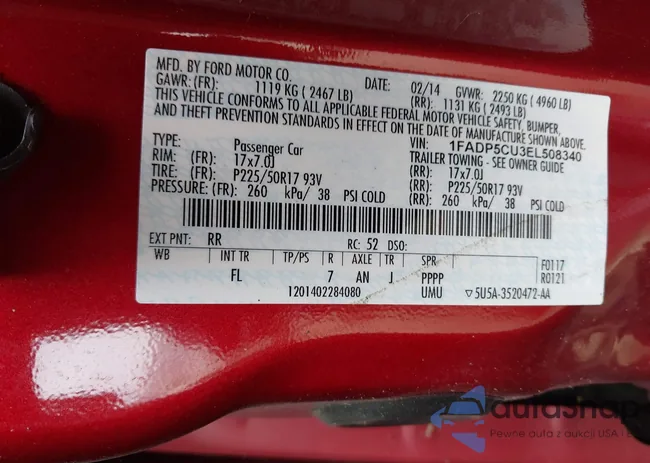 MFD. BY FORD MOTOR CO.
DATE: 02/14 GVWR: 2250 KG (4960 LB)
GAWR: (FR): 1119 KG (2467 LB) (RR): 1131 KG (2493 LB)
THIS VEHICLE CONFORMS TO ALL APPLICABLE FEDERAL MOTOR VEHICLE SAFETY, BUMPER,
AND THEFT PREVENTION STANDARDS IN EFFECT ON THE DATE OF MANUFACTURE SHOWN ABOVE.
VIN: 1FADP5CU3EL508340
TYPE: Passenger Car TRAILER TOWING - SEE OWNER GUIDE
RIM: (FR): 17x7.0J (RR): 17x7.0J
TIRE: (FR): P225/50R17 93V (RR): P225/50R17 93V
PRESSURE: (FR): 260 kPa/ 38 PSI COLD (RR): 260 kPa/ 38 PSI COLD
EXT PNT: RR RC: 52 DSO:
WB INT TR TP/PS R AXLE TR SPR F0117
FL 7 AN J PPPP R0121
1201402284080 UMU ▽5U5A-3520472-AA
Pewne auta z aukcji USA i